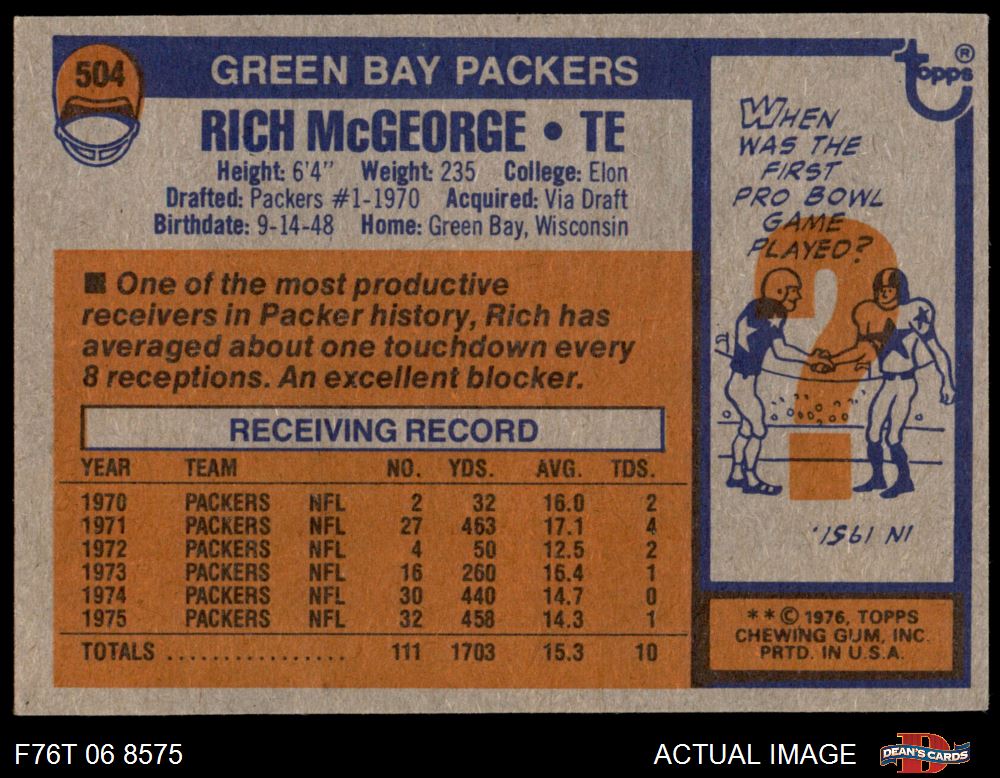 504
GREEN BAY PACKERS
RICH McGEORGE • TE
Height: 6'4" Weight: 235 College: Elon
Drafted: Packers #1-1970 Acquired: Via Draft
Birthdate: 9-14-48 Home: Green Bay, Wisconsin
■ One of the most productive
receivers in Packer history, Rich has
averaged about one touchdown every
8 receptions. An excellent blocker.
RECEIVING RECORD
YEAR TEAM NO. YDS. AVG. TDS.
1970 PACKERS NFL 2 32 16.0 2
1971 PACKERS NFL 27 463 17.1 4
1972 PACKERS NFL 4 50 12.5 2
1973 PACKERS NFL 16 260 16.4 1
1974 PACKERS NFL 30 440 14.7 0
1975 PACKERS NFL 32 458 14.3 1
TOTALS ................ 111 1703 15.3 10
topps®
WHEN
WAS THE
FIRST
PRO BOWL
GAME
PLAYED?
?
IN 1951.
**© 1976, TOPPS
CHEWING GUM, INC.
PRTD. IN U.S.A.
F76T 06 8575
ACTUAL IMAGE
DEAN'S CARDS